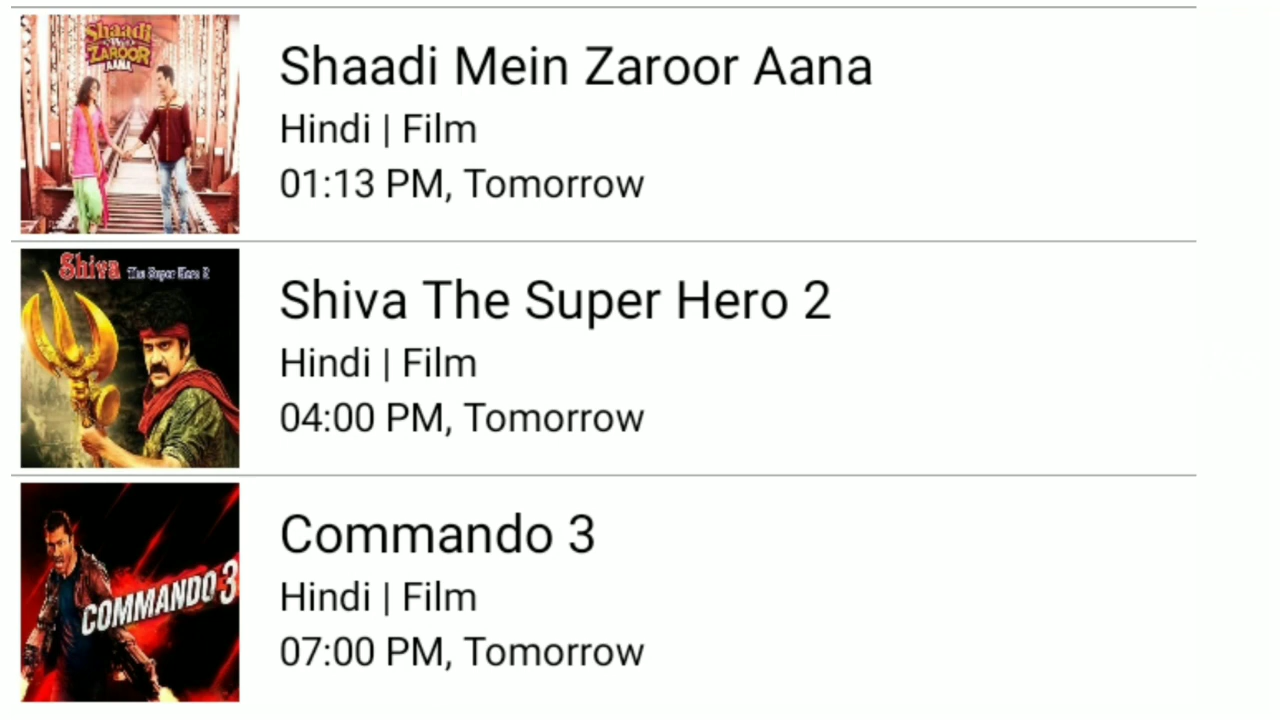 Shaadi
Mein
ZAROOR
AANA
Shaadi Mein Zaroor Aana
Hindi | Film
01:13 PM, Tomorrow
Shiva The Super Hero 2
Shiva The Super Hero 2
Hindi | Film
04:00 PM, Tomorrow
COMMANDO 3
Commando 3
Hindi | Film
07:00 PM, Tomorrow